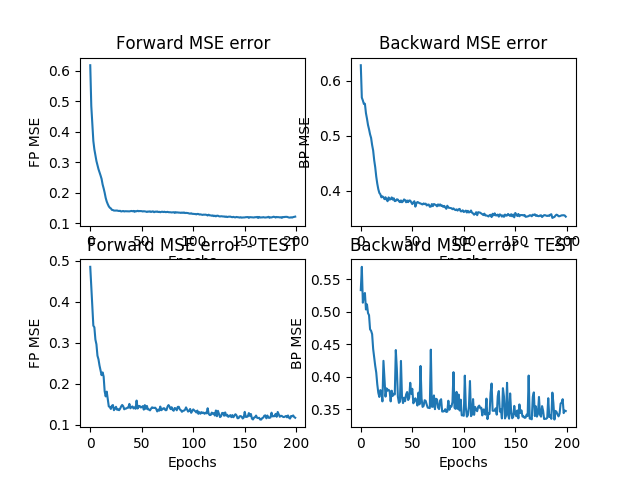 Forward MSE error
Backward MSE error
0.6
0.5
0.4
0.3
0.2
0.1
FP MSE
0 50 100 150 200
Epochs
0.6
0.5
0.4
BP MSE
0 50 100 150 200
Epochs
Forward MSE error - TEST
Backward MSE error - TEST
0.5
0.4
0.3
0.2
0.1
FP MSE
0 50 100 150 200
Epochs
0.55
0.50
0.45
0.40
0.35
BP MSE
0 50 100 150 200
Epochs